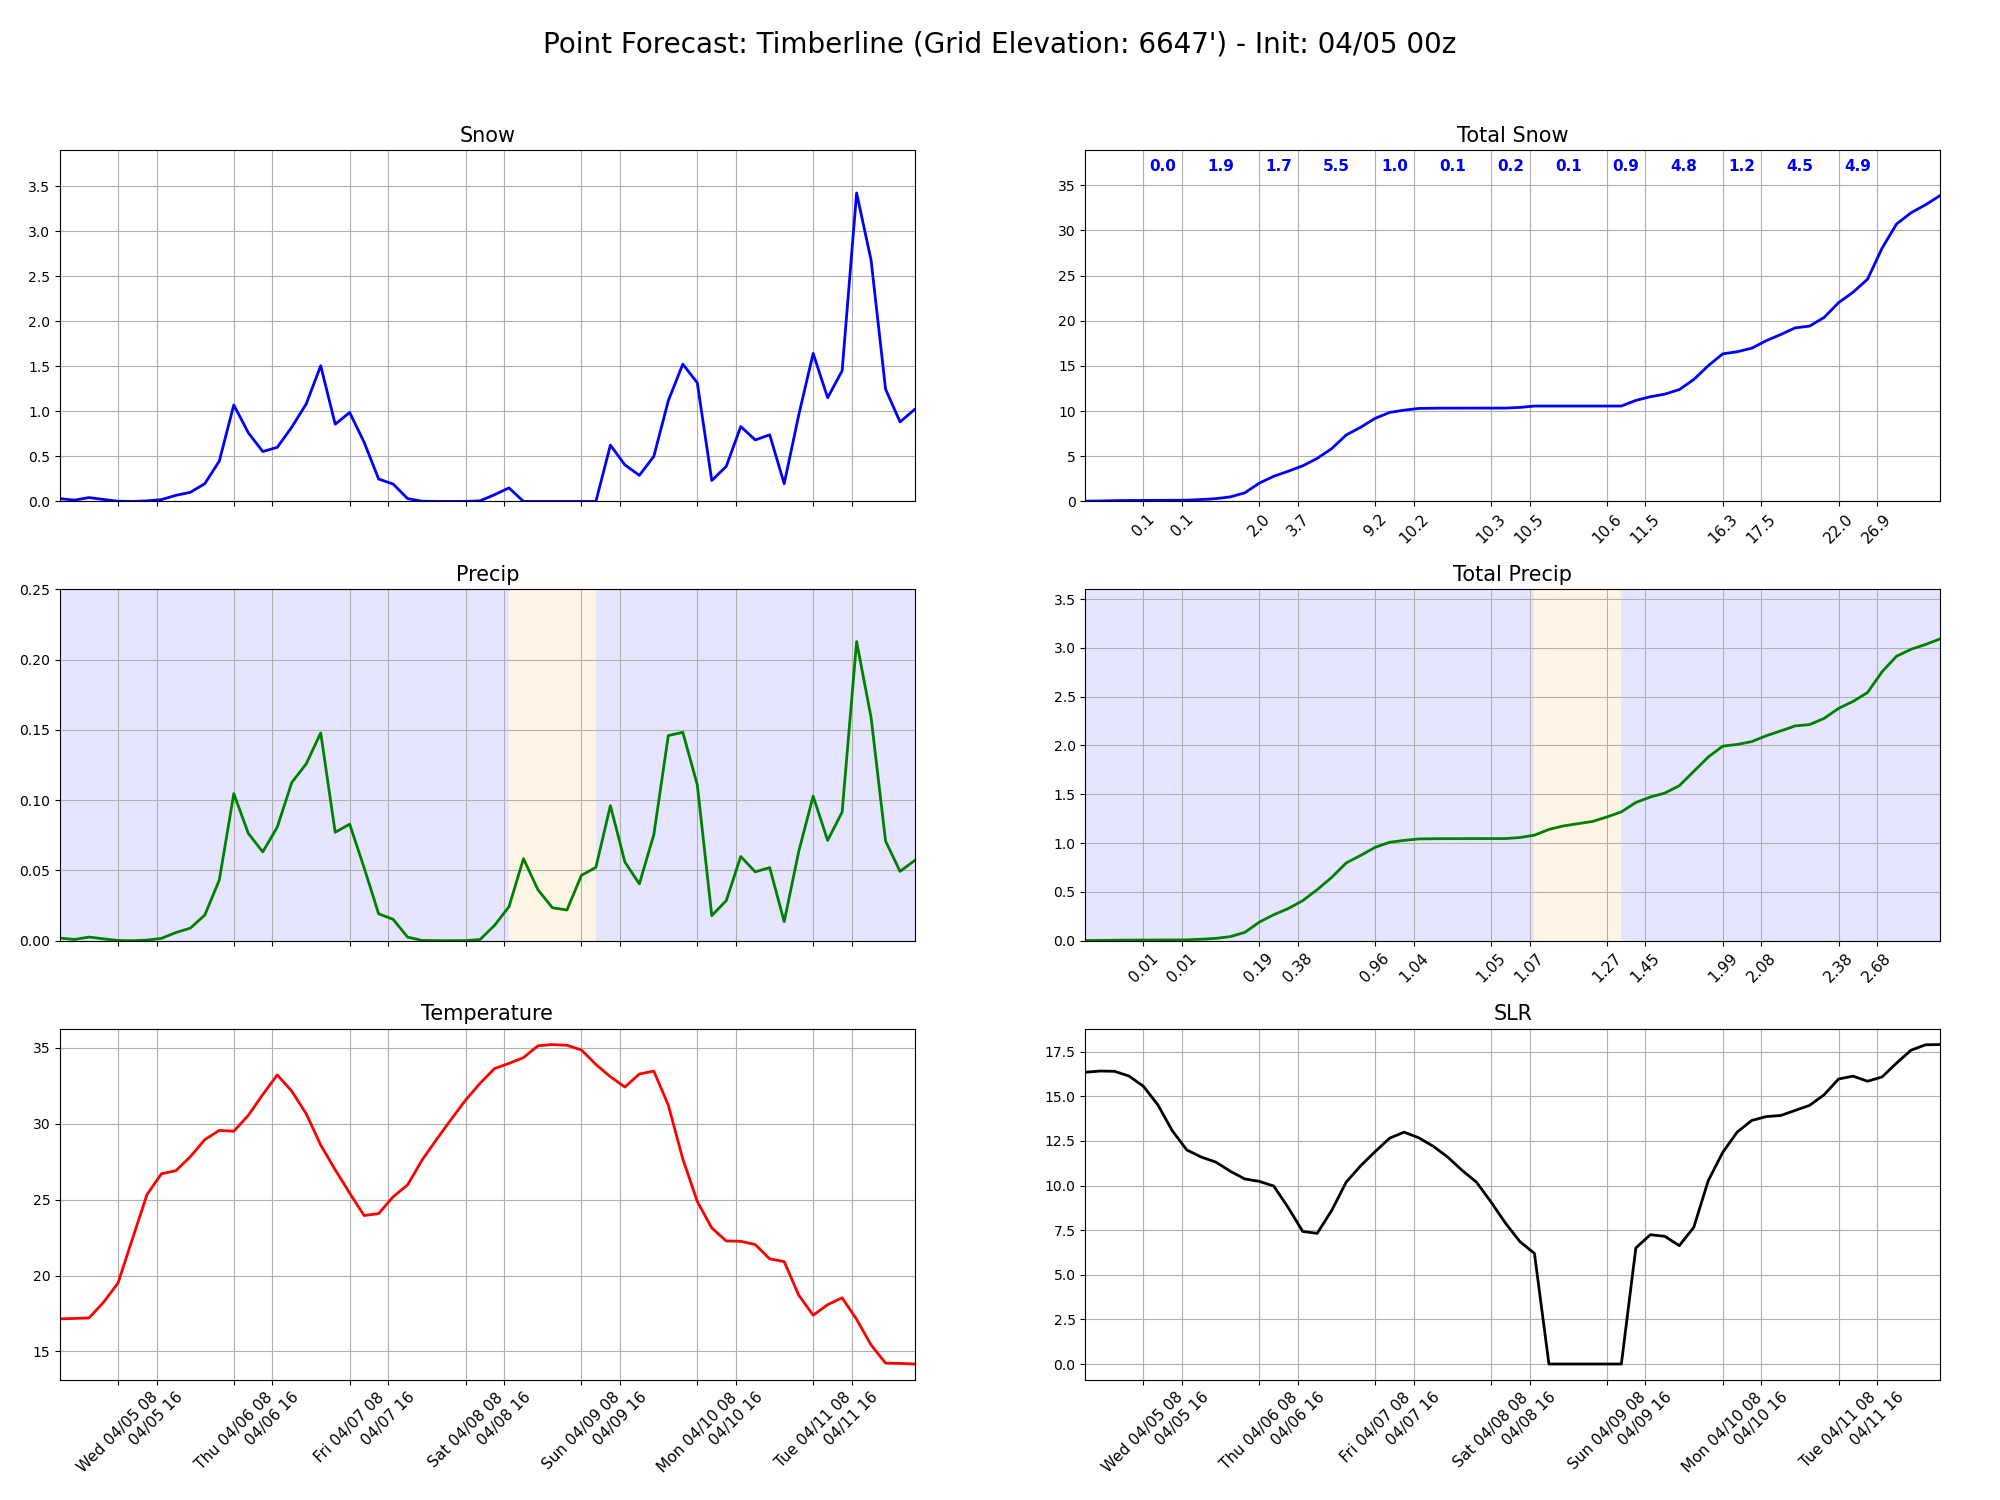 Point Forecast: Timberline (Grid Elevation: 6647') - Init: 04/05 00z
Snow
3.5
3.0
2.5
2.0
1.5
1.0
0.5
0.0
Total Snow
0.0 1.9 1.7 5.5 1.0 0.1 0.2 0.1 0.9 4.8 1.2 4.5 4.9
35
30
25
20
15
10
5
0
0.1 0.1 2.0 3.7 9.2 10.2 10.3 10.5 10.6 11.5 16.3 17.5 22.0 26.9
Precip
0.25
0.20
0.15
0.10
0.05
0.00
Total Precip
3.5
3.0
2.5
2.0
1.5
1.0
0.5
0.0
0.01 0.01 0.19 0.38 0.96 1.04 1.05 1.07 1.27 1.45 1.99 2.08 2.38 2.68
Temperature
35
30
25
20
15
Wed 04/05 08
04/05 16
Thu 04/06 08
04/06 16
Fri 04/07 08
04/07 16
Sat 04/08 08
04/08 16
Sun 04/09 08
04/09 16
Mon 04/10 08
04/10 16
Tue 04/11 08
04/11 16
SLR
17.5
15.0
12.5
10.0
7.5
5.0
2.5
0.0
Wed 04/05 08
04/05 16
Thu 04/06 08
04/06 16
Fri 04/07 08
04/07 16
Sat 04/08 08
04/08 16
Sun 04/09 08
04/09 16
Mon 04/10 08
04/10 16
Tue 04/11 08
04/11 16